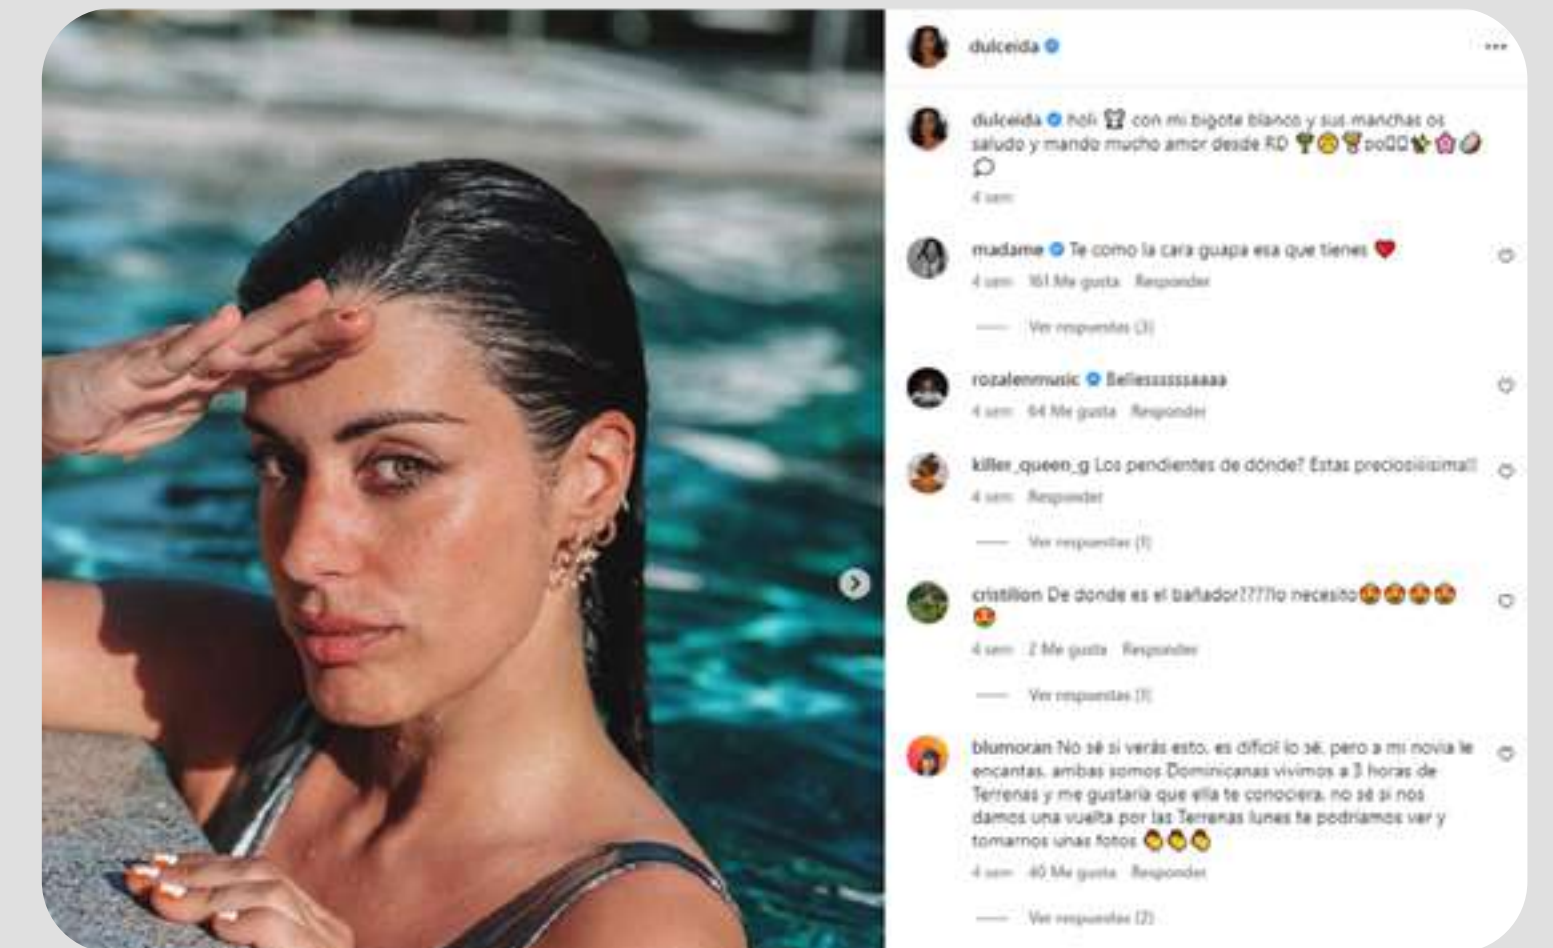 dulceida
dulceida holi con mi bigote blanco y sus manchas os
saludo y mando mucho amor desde RD
4 sem
madame Te como la cara guapa esa que tienes
4 sem 161 Me gusta Responder
Ver respuestas (3)
rozalenmusic Bellesssssaaaa
4 sem 64 Me gusta Responder
killer_queen_g Los pendientes de dónde? Estas preciosiiisima!!
4 sem Responder
Ver respuestas (1)
cristilion De donde es el bañador????lo necesito
4 sem 2 Me gusta Responder
Ver respuestas (1)
blumoran No sé si verás esto, es difícil lo sé, pero a mi novia le
encantas, ambas somos Dominicanas vivimos a 3 horas de
Terrenas y me gustaría que ella te conociera, no sé si nos
damos una vuelta por las Terrenas lunes te podríamos ver y
tomarnos unas fotos
4 sem 40 Me gusta Responder
Ver respuestas (2)